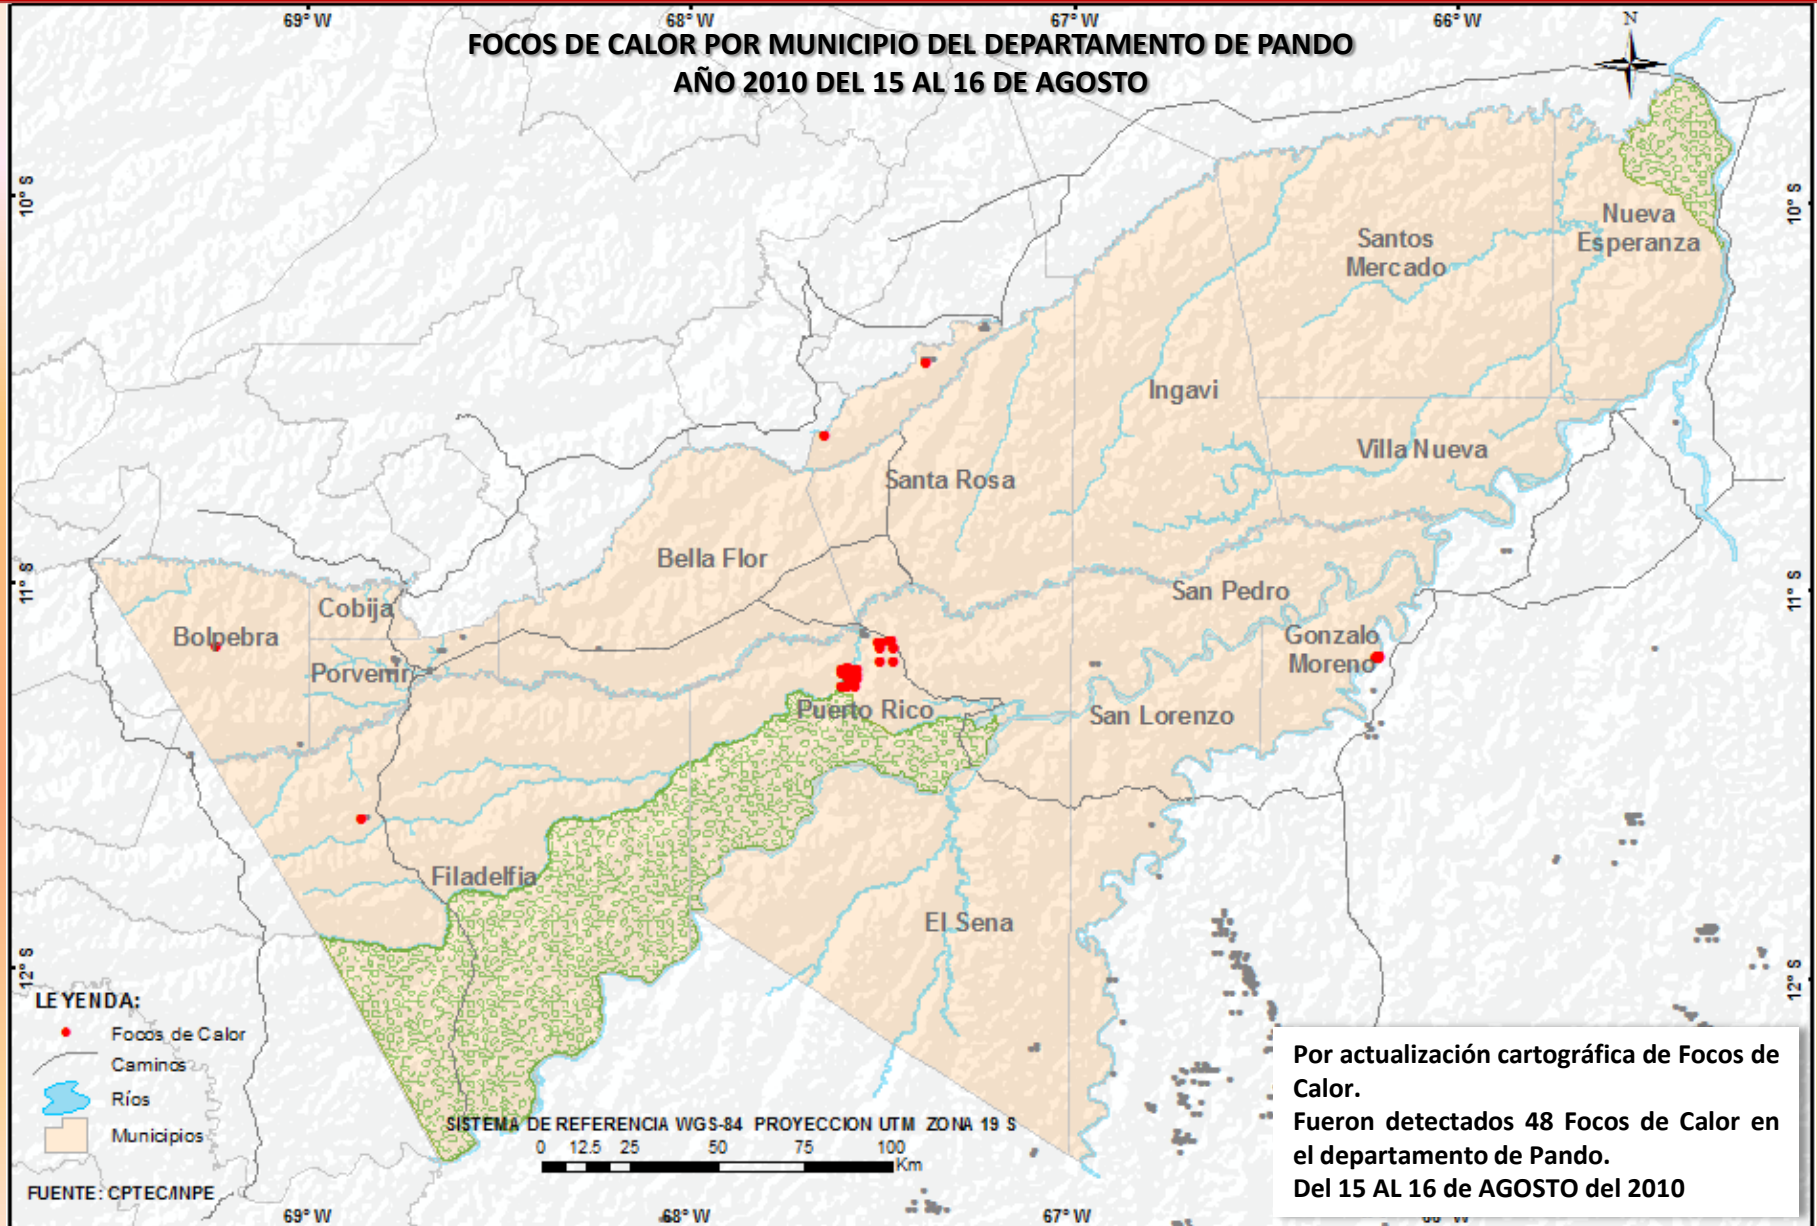 69° W
68° W
67° W
66° W
N
FOCOS DE CALOR POR MUNICIPIO DEL DEPARTAMENTO DE PANDO
AÑO 2010 DEL 15 AL 16 DE AGOSTO
10° S
10° S
Nueva
Esperanza
Santos
Mercado
Ingavi
Villa Nueva
Santa Rosa
Bella Flor
11° S
11° S
San Pedro
Cobija
Bolpebra
Gonzalo
Moreno
Porvenir
Puerto Rico
San Lorenzo
Filadelfia
El Sena
12° S
12° S
LEYENDA:
Focos de Calor
Caminos
Ríos
Municipios
FUENTE: CPTEC/INPE
SISTEMA DE REFERENCIA WGS-84 PROYECCION UTM ZONA 19 S
0 12.5 25 50 75 100
Km
Por actualización cartográfica de Focos de
Calor.
Fueron detectados 48 Focos de Calor en
el departamento de Pando.
Del 15 AL 16 de AGOSTO del 2010
69° W
68° W
67° W
66° W